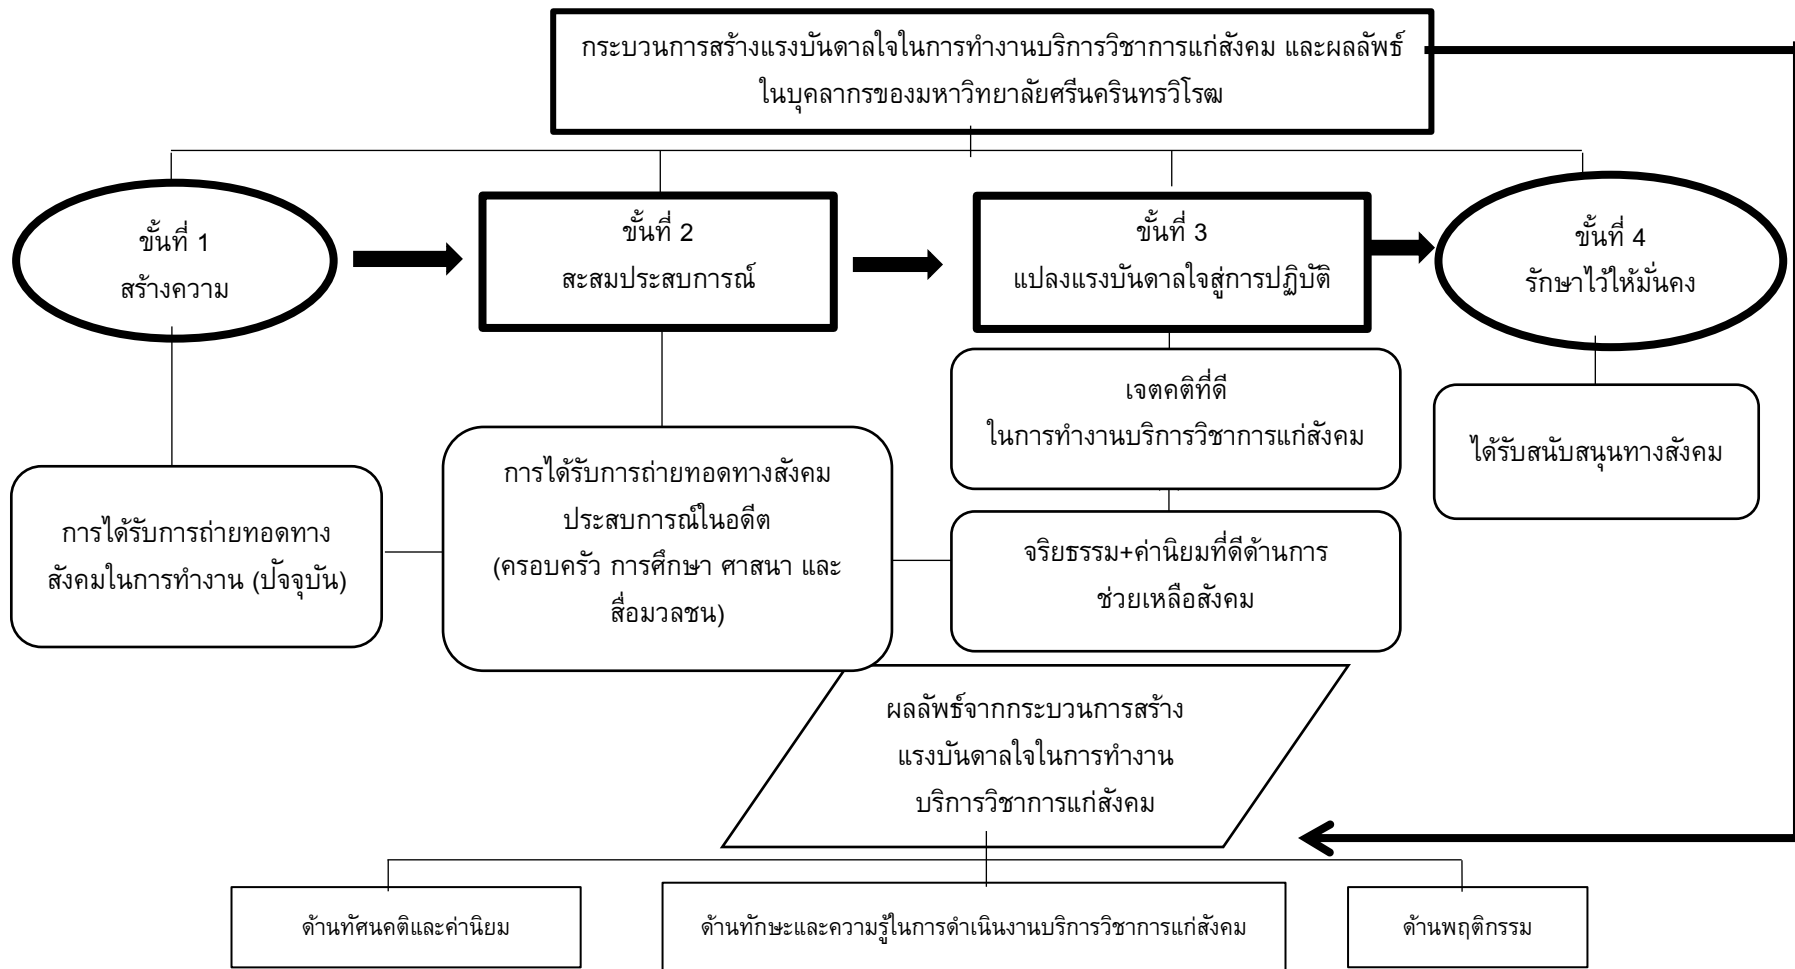 กระบวนการสร้างแรงบันดาลใจในการทำงานบริการวิชาการแก่สังคม และผลลัพธ์
ในบุคลากรของมหาวิทยาลัยศรีนครินทรวิโรฒ
ขั้นที่ 1
สร้างความ
ขั้นที่ 2
สะสมประสบการณ์
ขั้นที่ 3
แปลงแรงบันดาลใจสู่การปฏิบัติ
ขั้นที่ 4
รักษาไว้ให้มั่นคง
การได้รับการถ่ายทอดทาง
สังคมในการทำงาน (ปัจจุบัน)
การได้รับการถ่ายทอดทางสังคม
ประสบการณ์ในอดีต
(ครอบครัว การศึกษา ศาสนา และ
สื่อมวลชน)
เจตคติที่ดี
ในการทำงานบริการวิชาการแก่สังคม
จริยธรรม+ค่านิยมที่ดีด้านการ
ช่วยเหลือสังคม
ได้รับสนับสนุนทางสังคม
ผลลัพธ์จากกระบวนการสร้าง
แรงบันดาลใจในการทำงาน
บริการวิชาการแก่สังคม
ด้านทัศนคติและค่านิยม
ด้านทักษะและความรู้ในการดำเนินงานบริการวิชาการแก่สังคม
ด้านพฤติกรรม